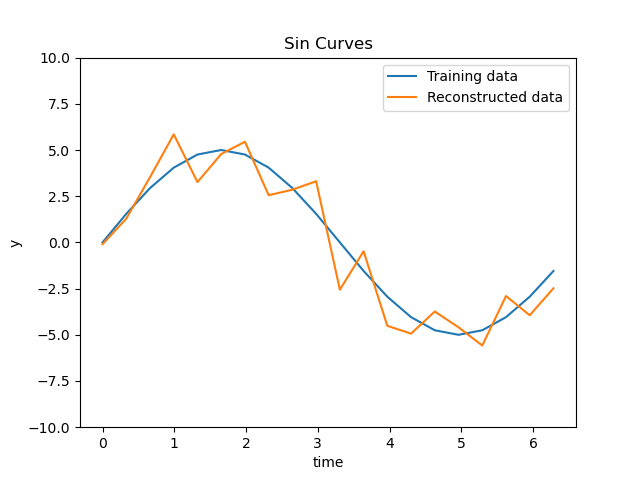 Sin Curves
Training data
Reconstructed data
10.0
7.5
5.0
2.5
0.0
−2.5
−5.0
−7.5
−10.0
y
0 1 2 3 4 5 6
time